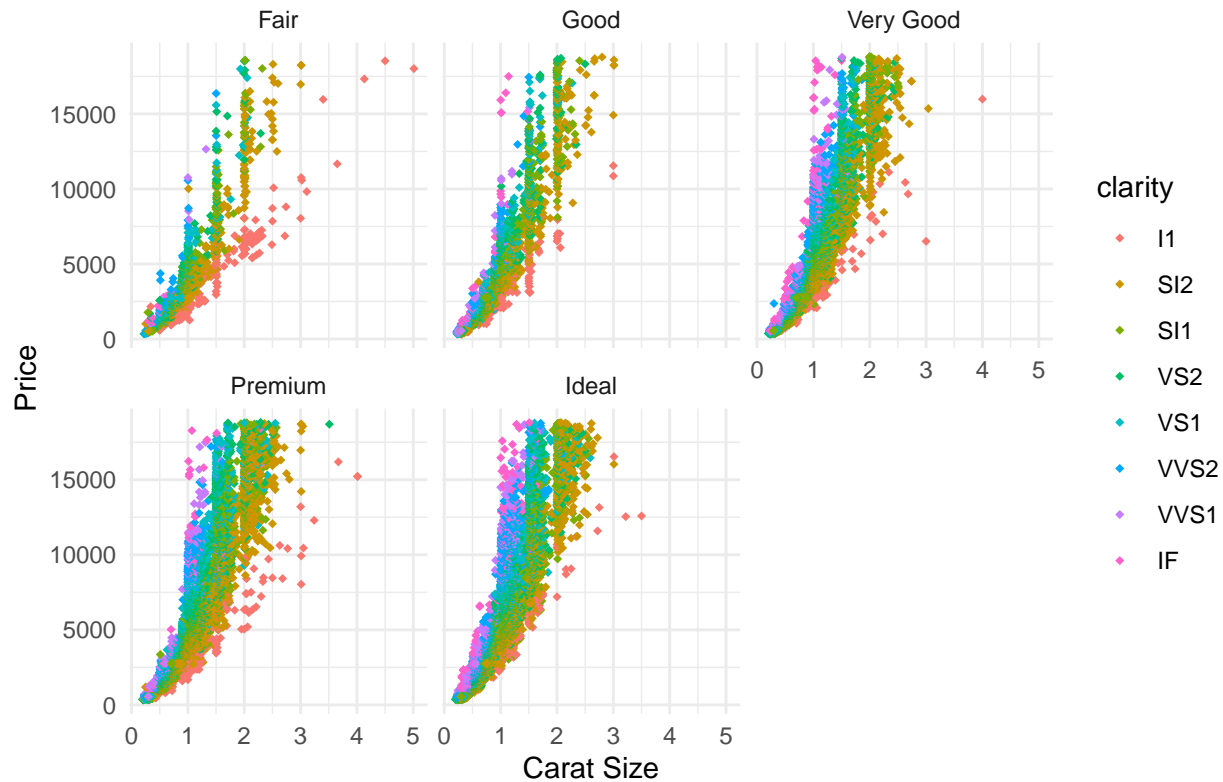 Fair
Good
Very Good
15000
10000
5000
0
0 1 2 3 4 5
Price
Premium
Ideal
15000
10000
5000
0
0 1 2 3 4 5
0 1 2 3 4 5
Carat Size
clarity
I1
SI2
SI1
VS2
VS1
VVS2
VVS1
IF